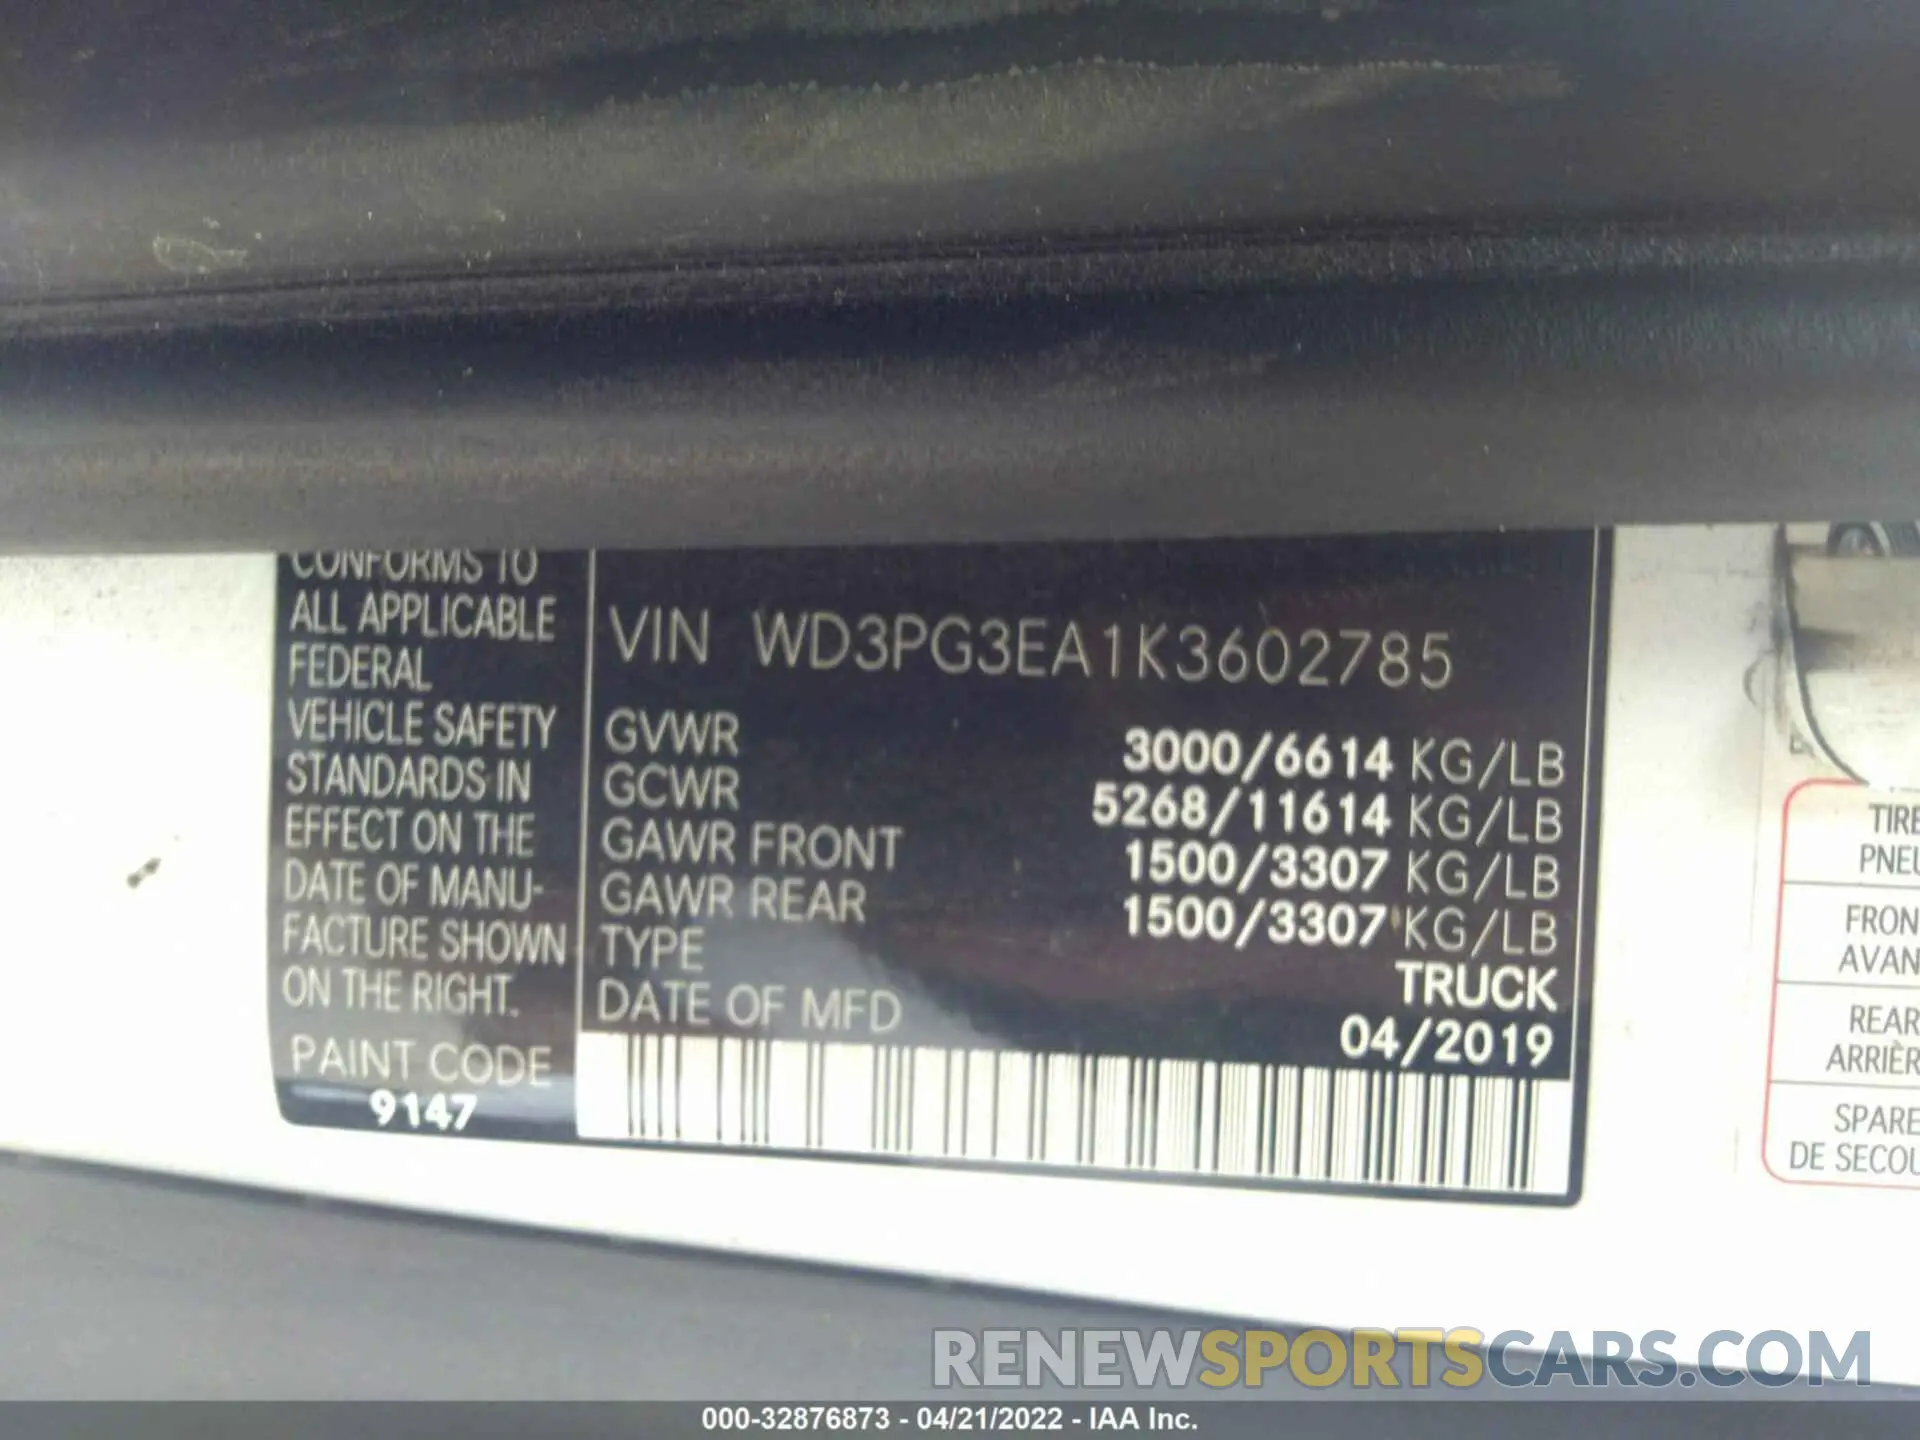 CONFORMS TO
ALL APPLICABLE
FEDERAL
VEHICLE SAFETY
STANDARDS IN
EFFECT ON THE
DATE OF MANU-
FACTURE SHOWN
ON THE RIGHT.
PAINT CODE
9147
VIN WD3PG3EA1K3602785
GVWR 3000/6614 KG/LB
GCWR 5268/11614 KG/LB
GAWR FRONT 1500/3307 KG/LB
GAWR REAR 1500/3307 KG/LB
TYPE TRUCK
DATE OF MFD 04/2019
TIRE
PNEU
FRON
AVAN
REAR
ARRIÈR
SPARE
DE SECOU
RENEWSPORTSCARS.COM
000-32876873 - 04/21/2022 - IAA Inc.